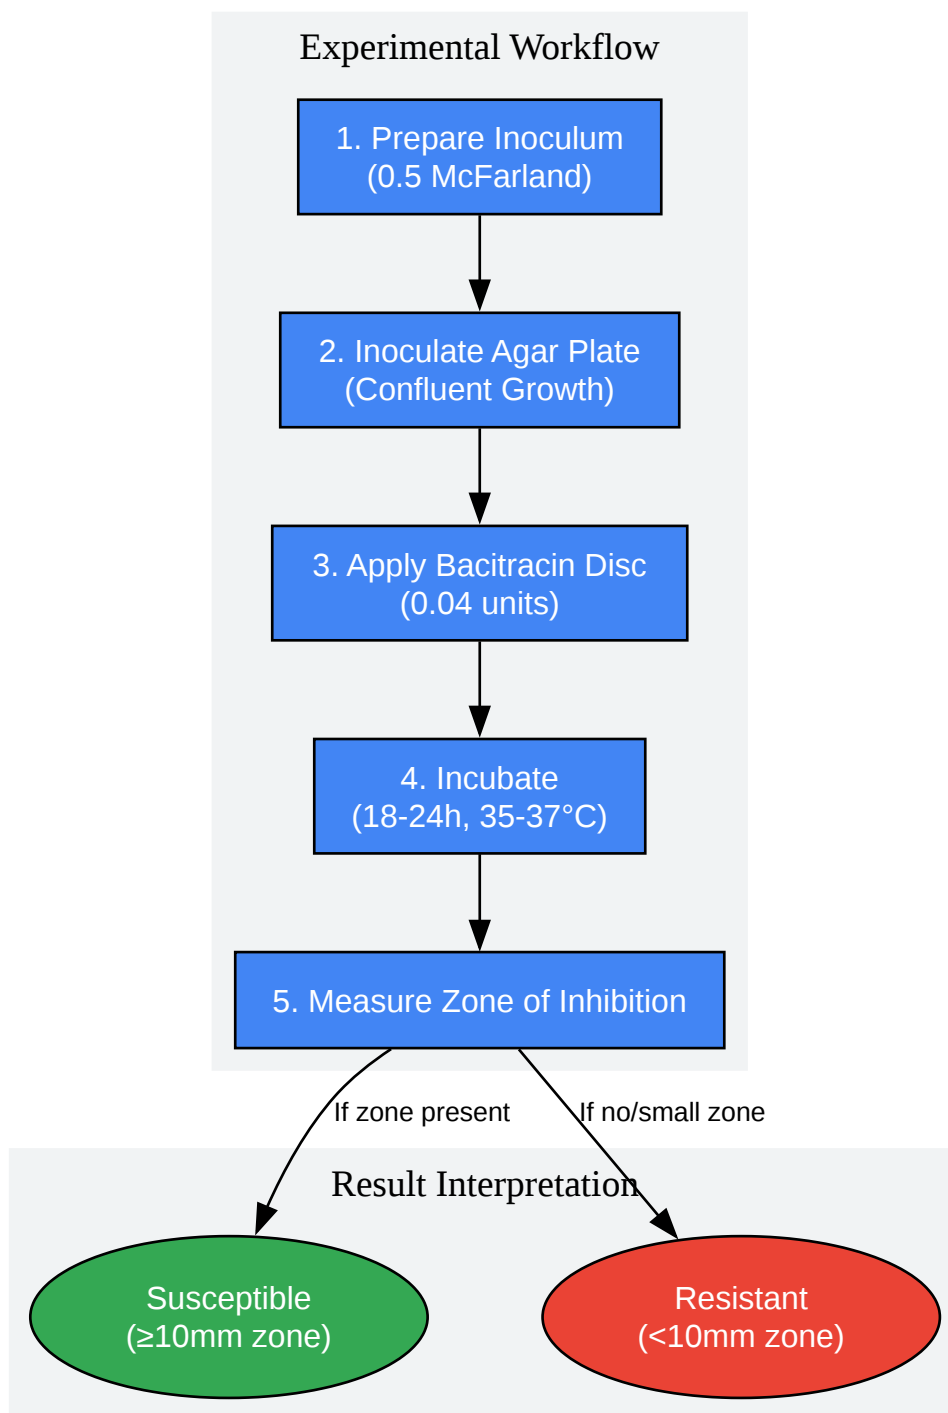 Experimental Workflow
1. Prepare Inoculum
(0.5 McFarland)
2. Inoculate Agar Plate
(Confluent Growth)
3. Apply Bacitracin Disc
(0.04 units)
4. Incubate
(18-24h, 35-37°C)
5. Measure Zone of Inhibition
If zone present
If no/small zone
Result Interpretation
Susceptible
(≥10mm zone)
Resistant
(<10mm zone)